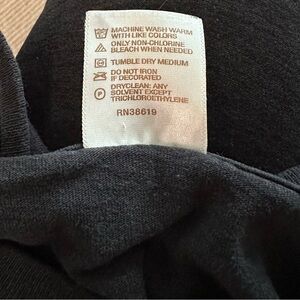 MACHINE WASH WARM
WITH LIKE COLORS
ONLY NON-CHLORINE
BLEACH WHEN NEEDED
TUMBLE DRY MEDIUM
DO NOT IRON
IF DECORATED
DRYCLEAN: ANY
SOLVENT EXCEPT
TRICHLOROETHYLENE
RN38619